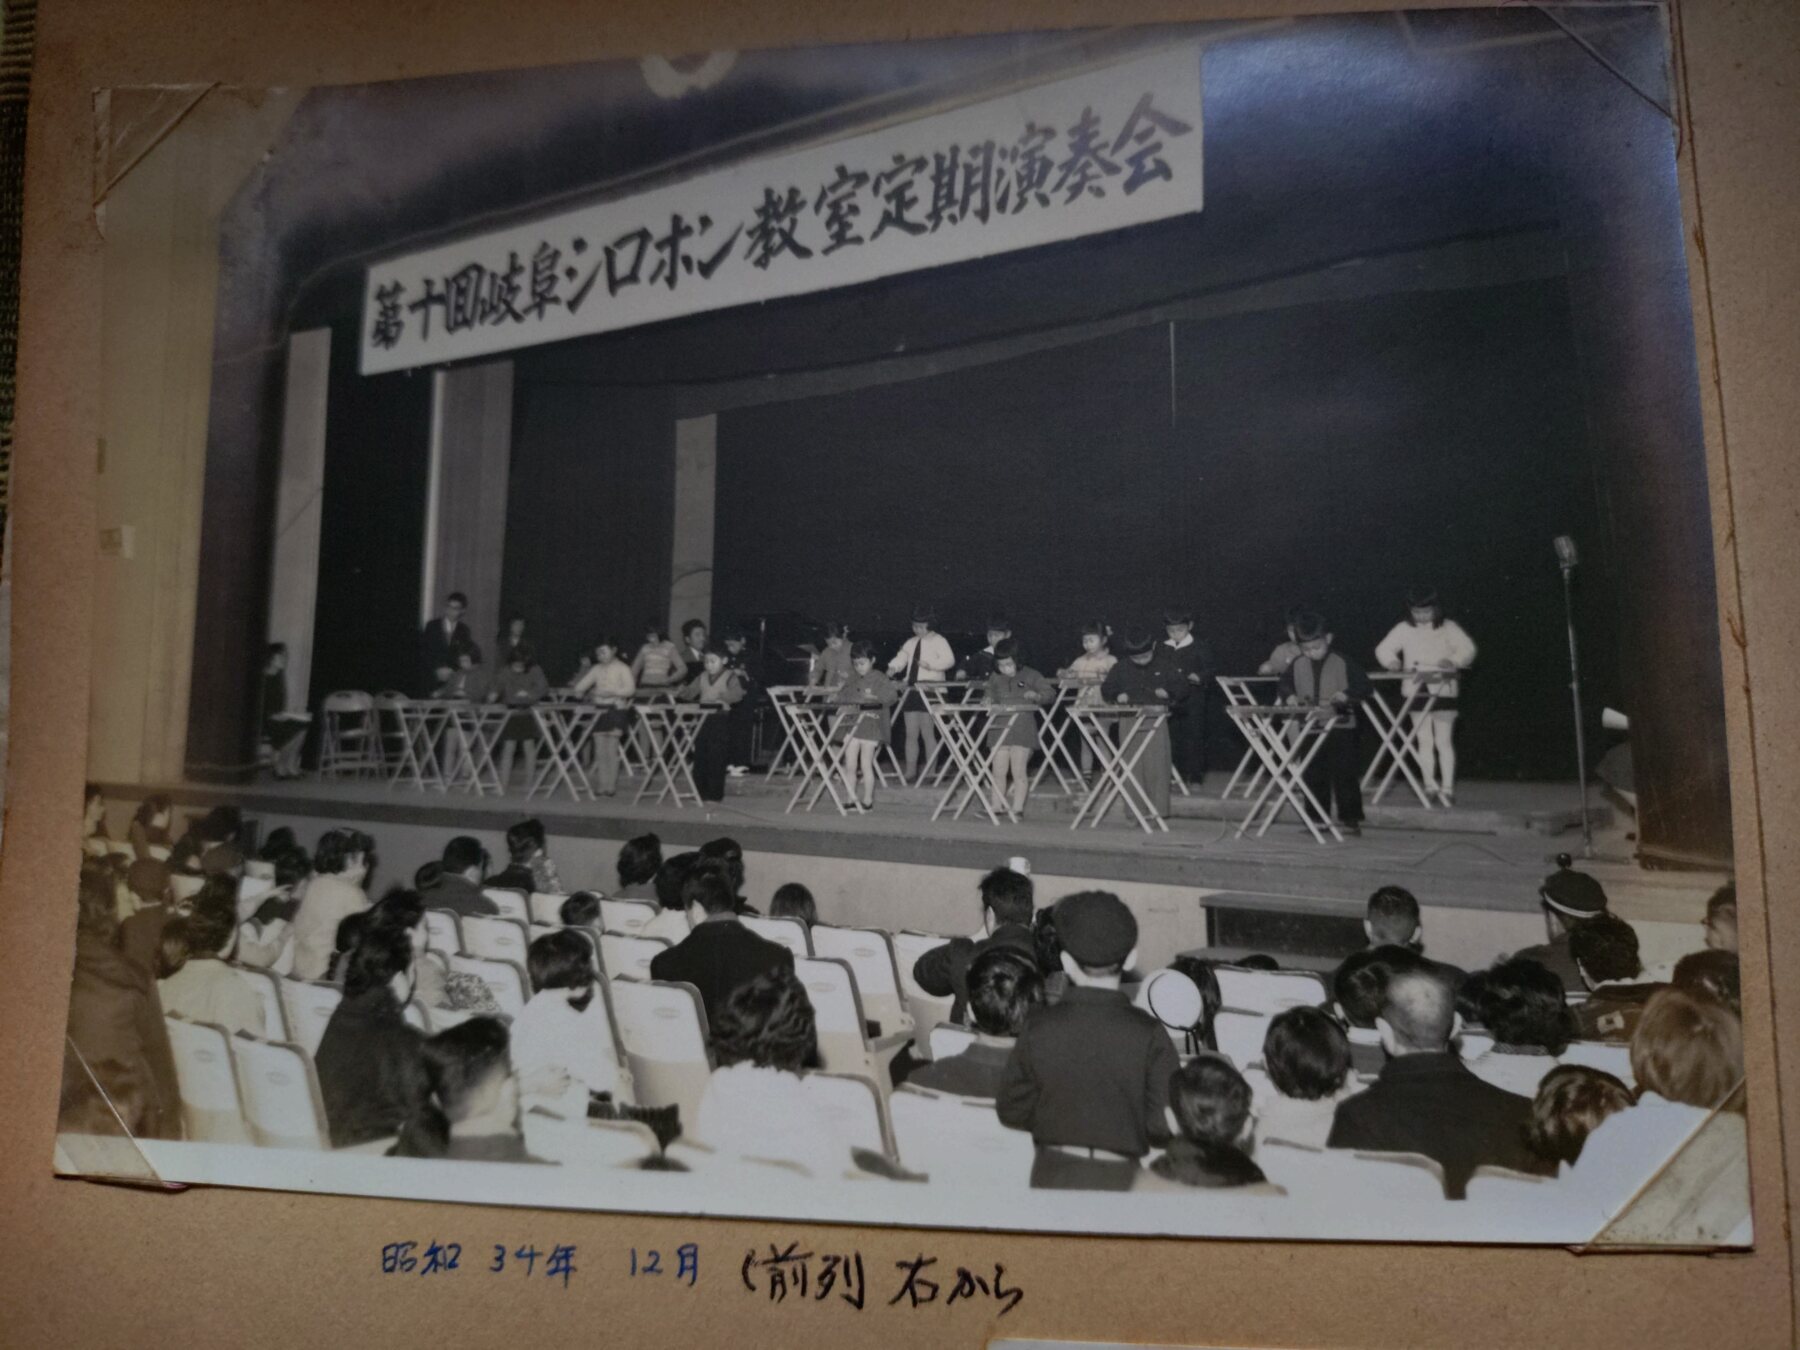 第十回岐阜シロホン教室定期演奏会
昭和 34年 12月 (前列 右から